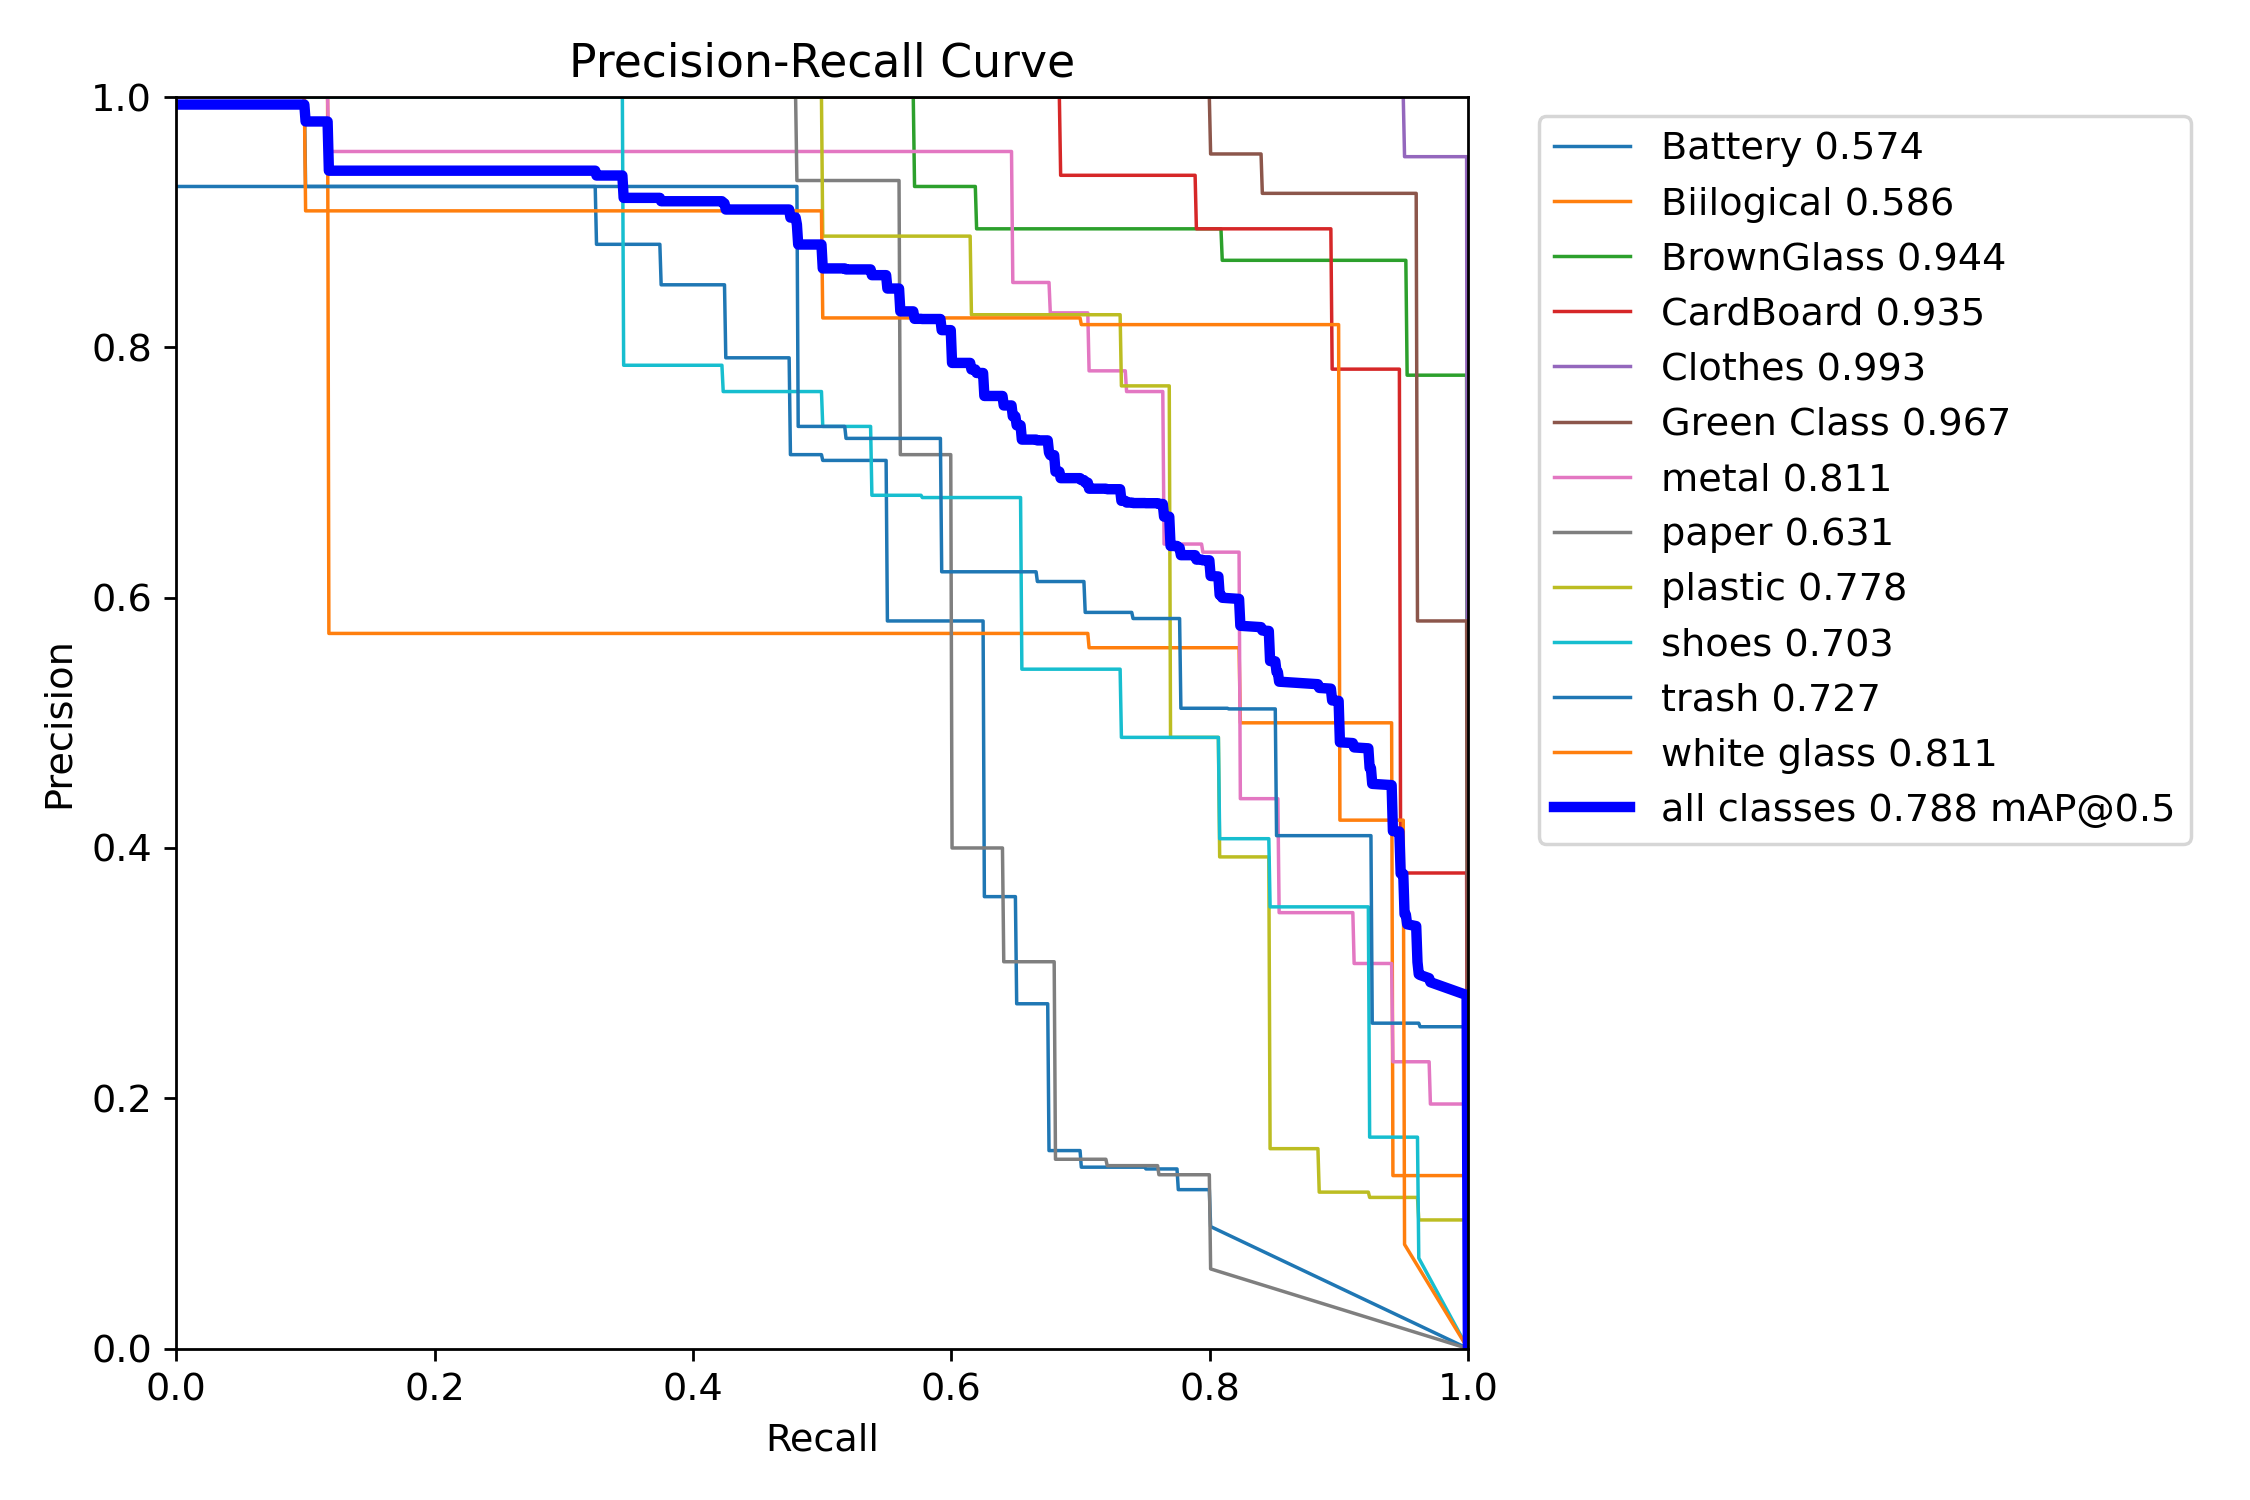 Precision-Recall Curve
1.0
0.8
0.6
0.4
0.2
0.0
Precision
0.0 0.2 0.4 0.6 0.8 1.0
Recall
Battery 0.574
Biilogical 0.586
BrownGlass 0.944
CardBoard 0.935
Clothes 0.993
Green Class 0.967
metal 0.811
paper 0.631
plastic 0.778
shoes 0.703
trash 0.727
white glass 0.811
all classes 0.788 mAP@0.5